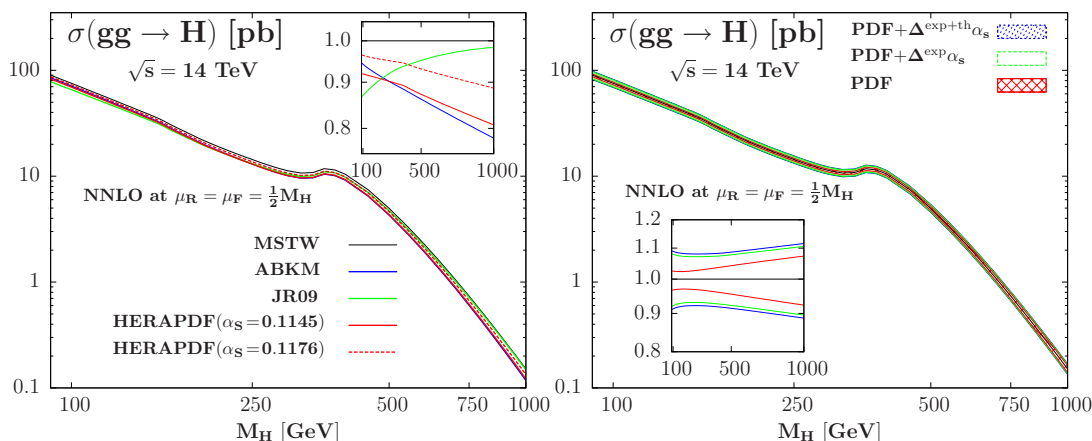 σ(gg → H) [pb]
√s = 14 TeV
NNLO at μR = μF = ½MH
MSTW
ABKM
JR09
HERAPDF(αS=0.1145)
HERAPDF(αS=0.1176)
100
10
1
0.1
100
250
500
750
1000
MH [GeV]
1.0
0.9
0.8
100
500
1000
σ(gg → H) [pb]
√s = 14 TeV
PDF+Δexp+thαs
PDF+Δexpαs
PDF
NNLO at μR = μF = ½MH
1.2
1.1
1.0
0.9
0.8
100
500
1000
100
10
1
0.1
100
250
500
750
1000
MH [GeV]